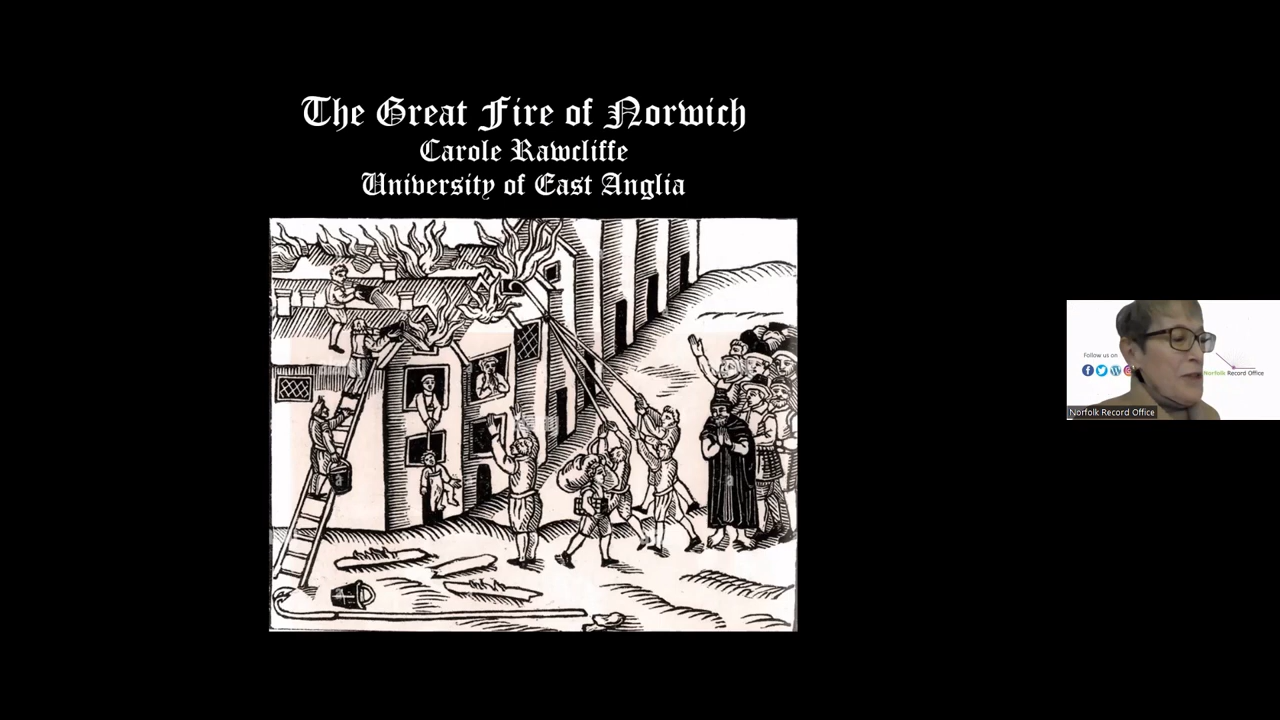 The Great Fire of Norwich
Carole Rawcliffe
University of East Anglia
Follow us on
Norfolk Record Office
Norfolk Record Office